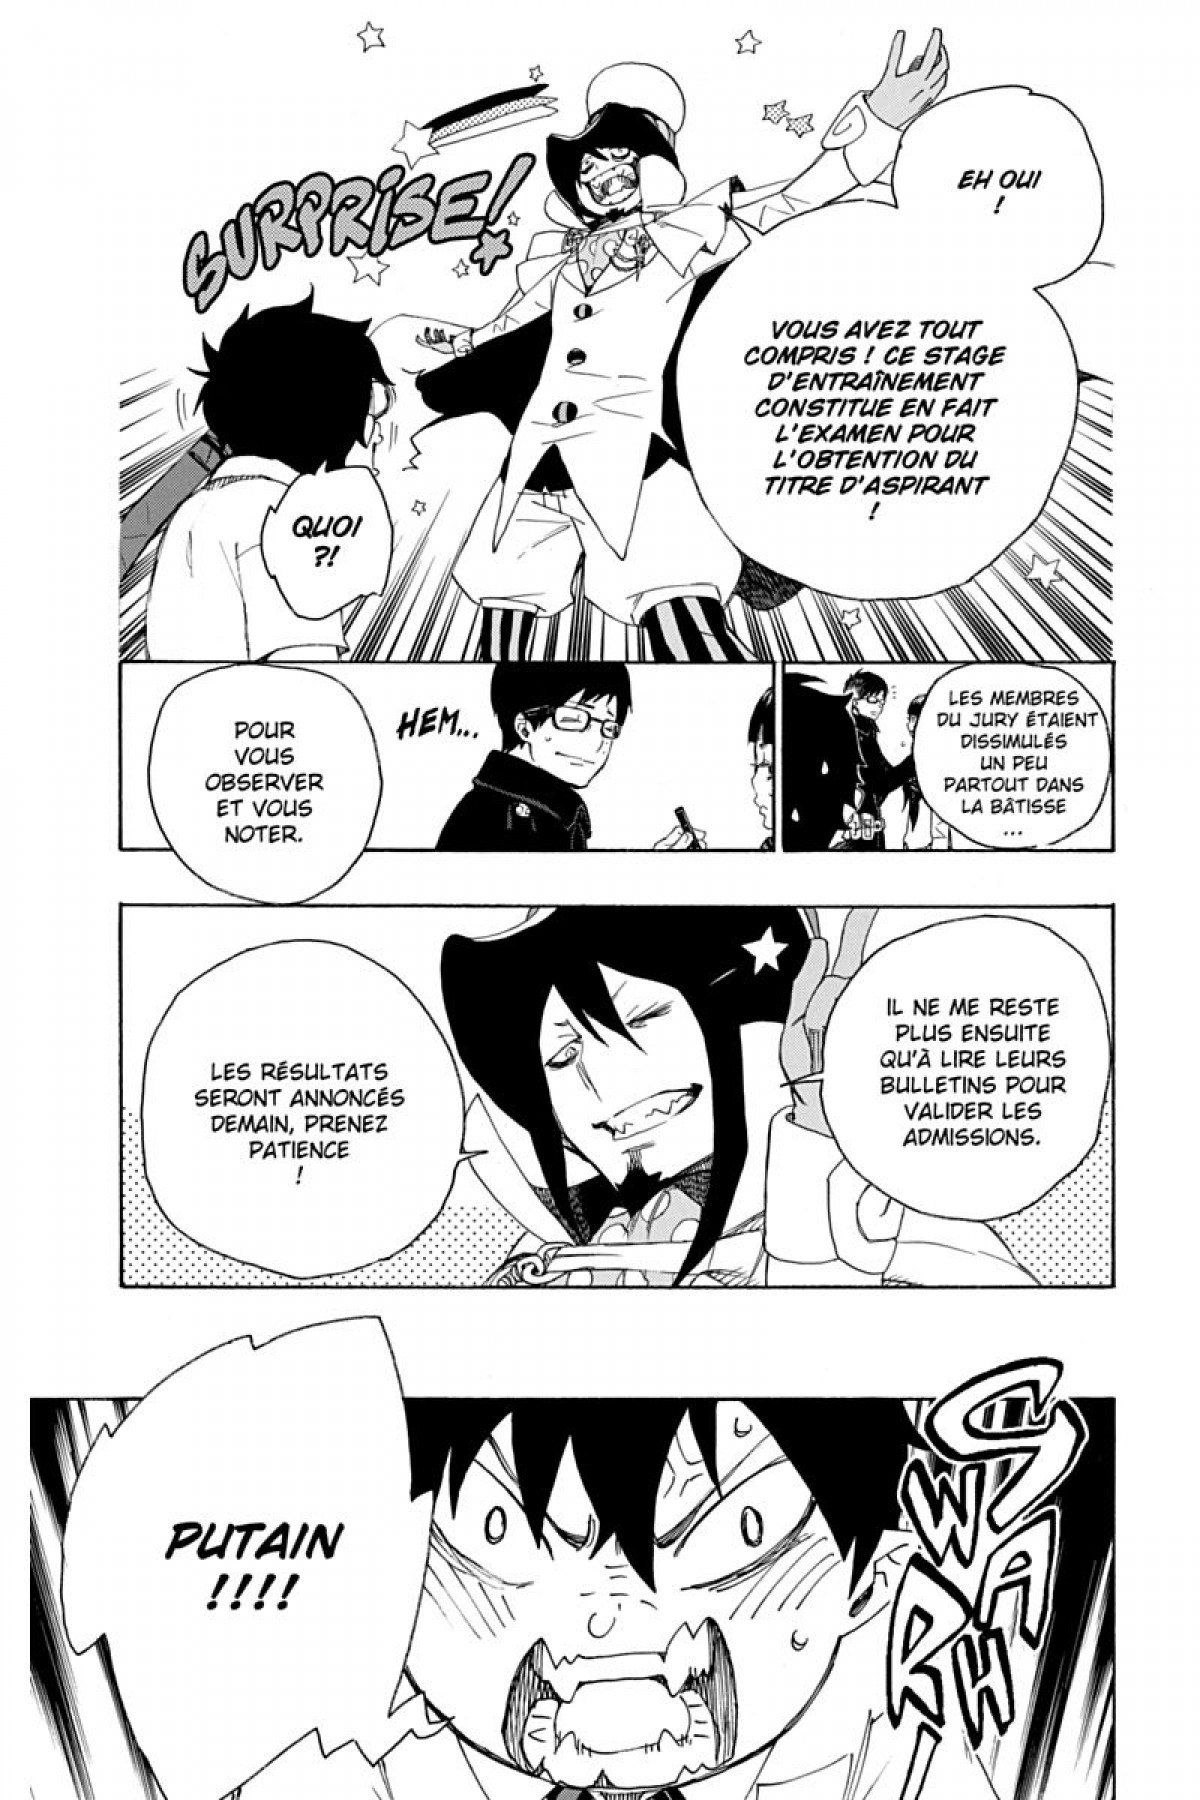 EH OUI
!
SURPRISE!
VOUS AVEZ TOUT
COMPRIS ! CE STAGE
D'ENTRAÎNEMENT
CONSTITUE EN FAIT
L'EXAMEN POUR
L'OBTENTION DU
TITRE D'ASPIRANT
!
QUOI
?!
LES MEMBRES
DU JURY ÉTAIENT
DISSIMULÉS
UN PEU
PARTOUT DANS
LA BÂTISSE
...
HEM...
POUR
VOUS
OBSERVER
ET VOUS
NOTER.
IL NE ME RESTE
PLUS ENSUITE
QU'À LIRE LEURS
BULLETINS POUR
VALIDER LES
ADMISSIONS.
LES RÉSULTATS
SERONT ANNONCÉS
DEMAIN, PRENEZ
PATIENCE
!
GWARAAH!
PUTAIN
!!!!